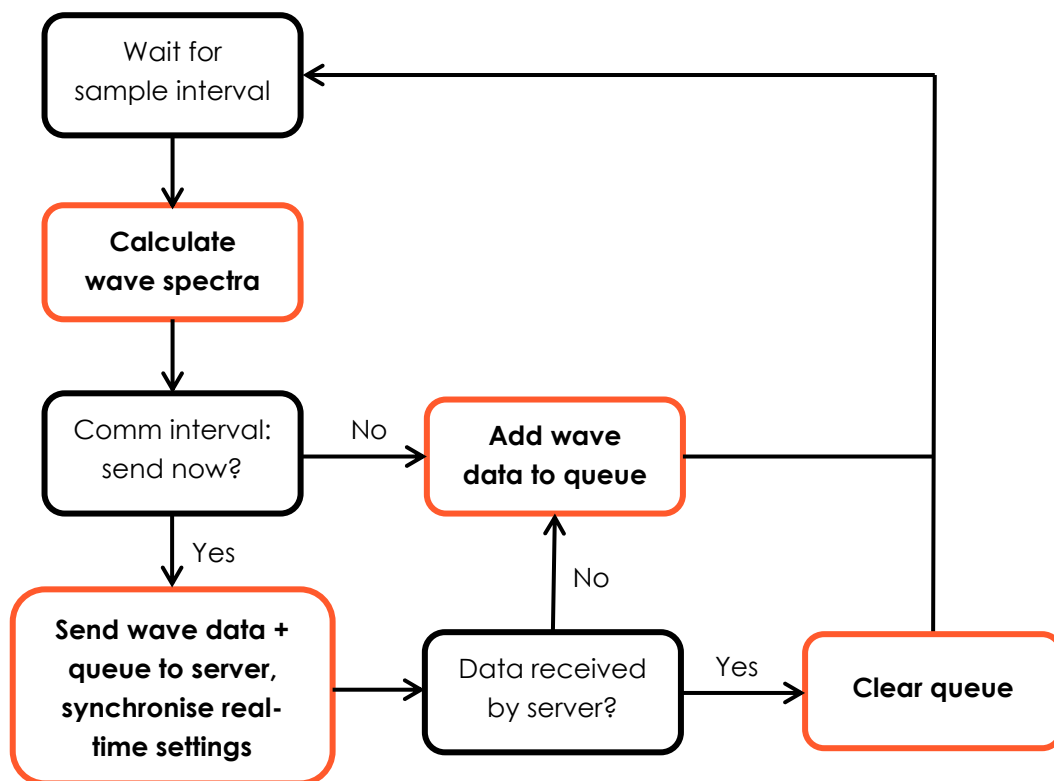 Wait for
sample interval
Calculate
wave spectra
Comm interval:
send now?
No
Add wave
data to queue
Yes
No
Send wave data +
queue to server,
synchronise real-
time settings
Data received
by server?
Yes
Clear queue